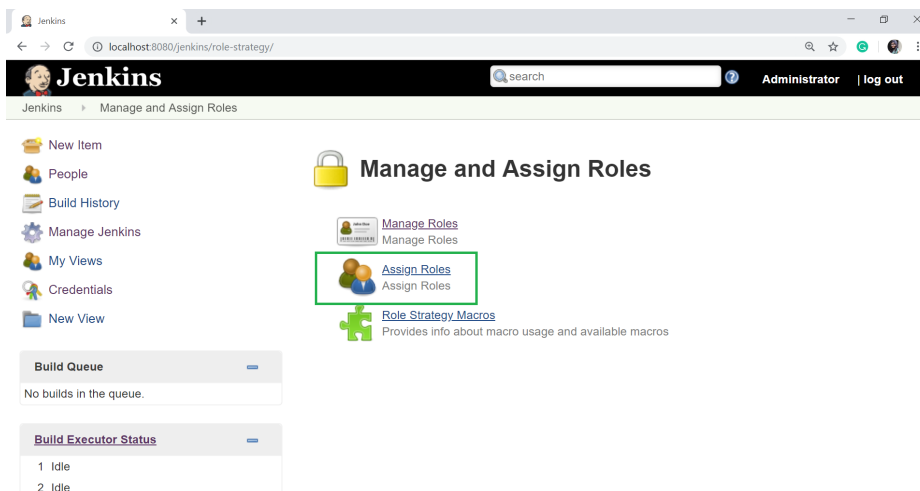 Jenkins
localhost:8080/jenkins/role-strategy/
Jenkins
search
Administrator | log out
Jenkins Manage and Assign Roles
New Item
People
Build History
Manage Jenkins
My Views
Credentials
New View
Build Queue
No builds in the queue.
Build Executor Status
1 Idle
2 Idle
Manage and Assign Roles
Manage Roles
Manage Roles
Assign Roles
Assign Roles
Role Strategy Macros
Provides info about macro usage and available macros